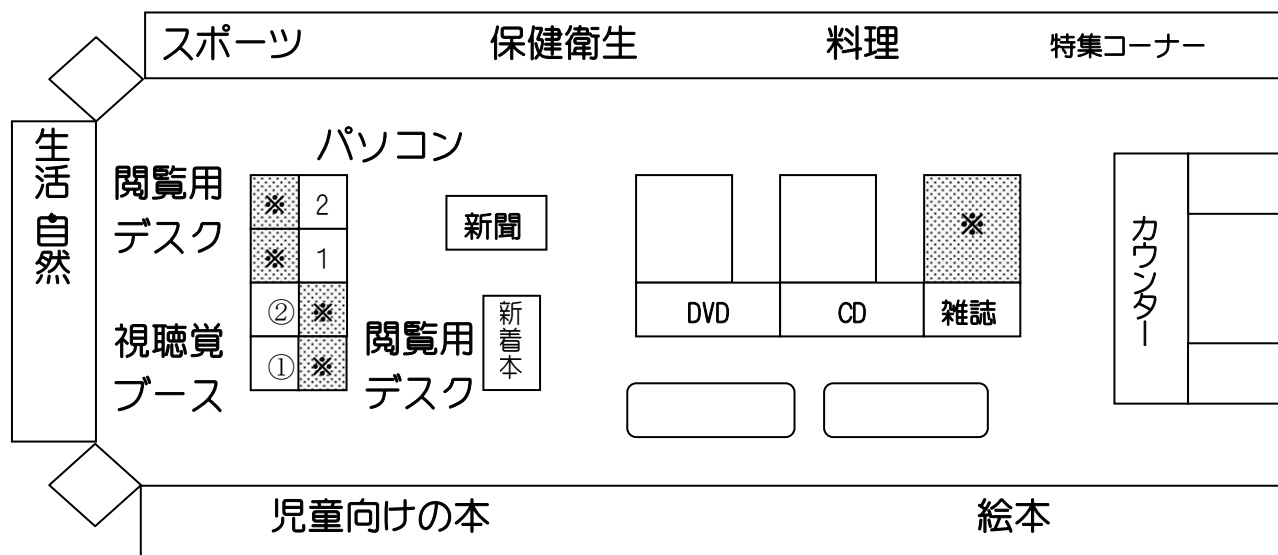 スポーツ 保健衛生 料理 特集コーナー
生活 自然
パソコン
閲覧用
デスク
※ 2
※ 1
② ※
① ※
視聴覚
ブース
閲覧用
デスク
新聞
新着本
※
DVD CD 雑誌
カウンター
児童向けの本 絵本